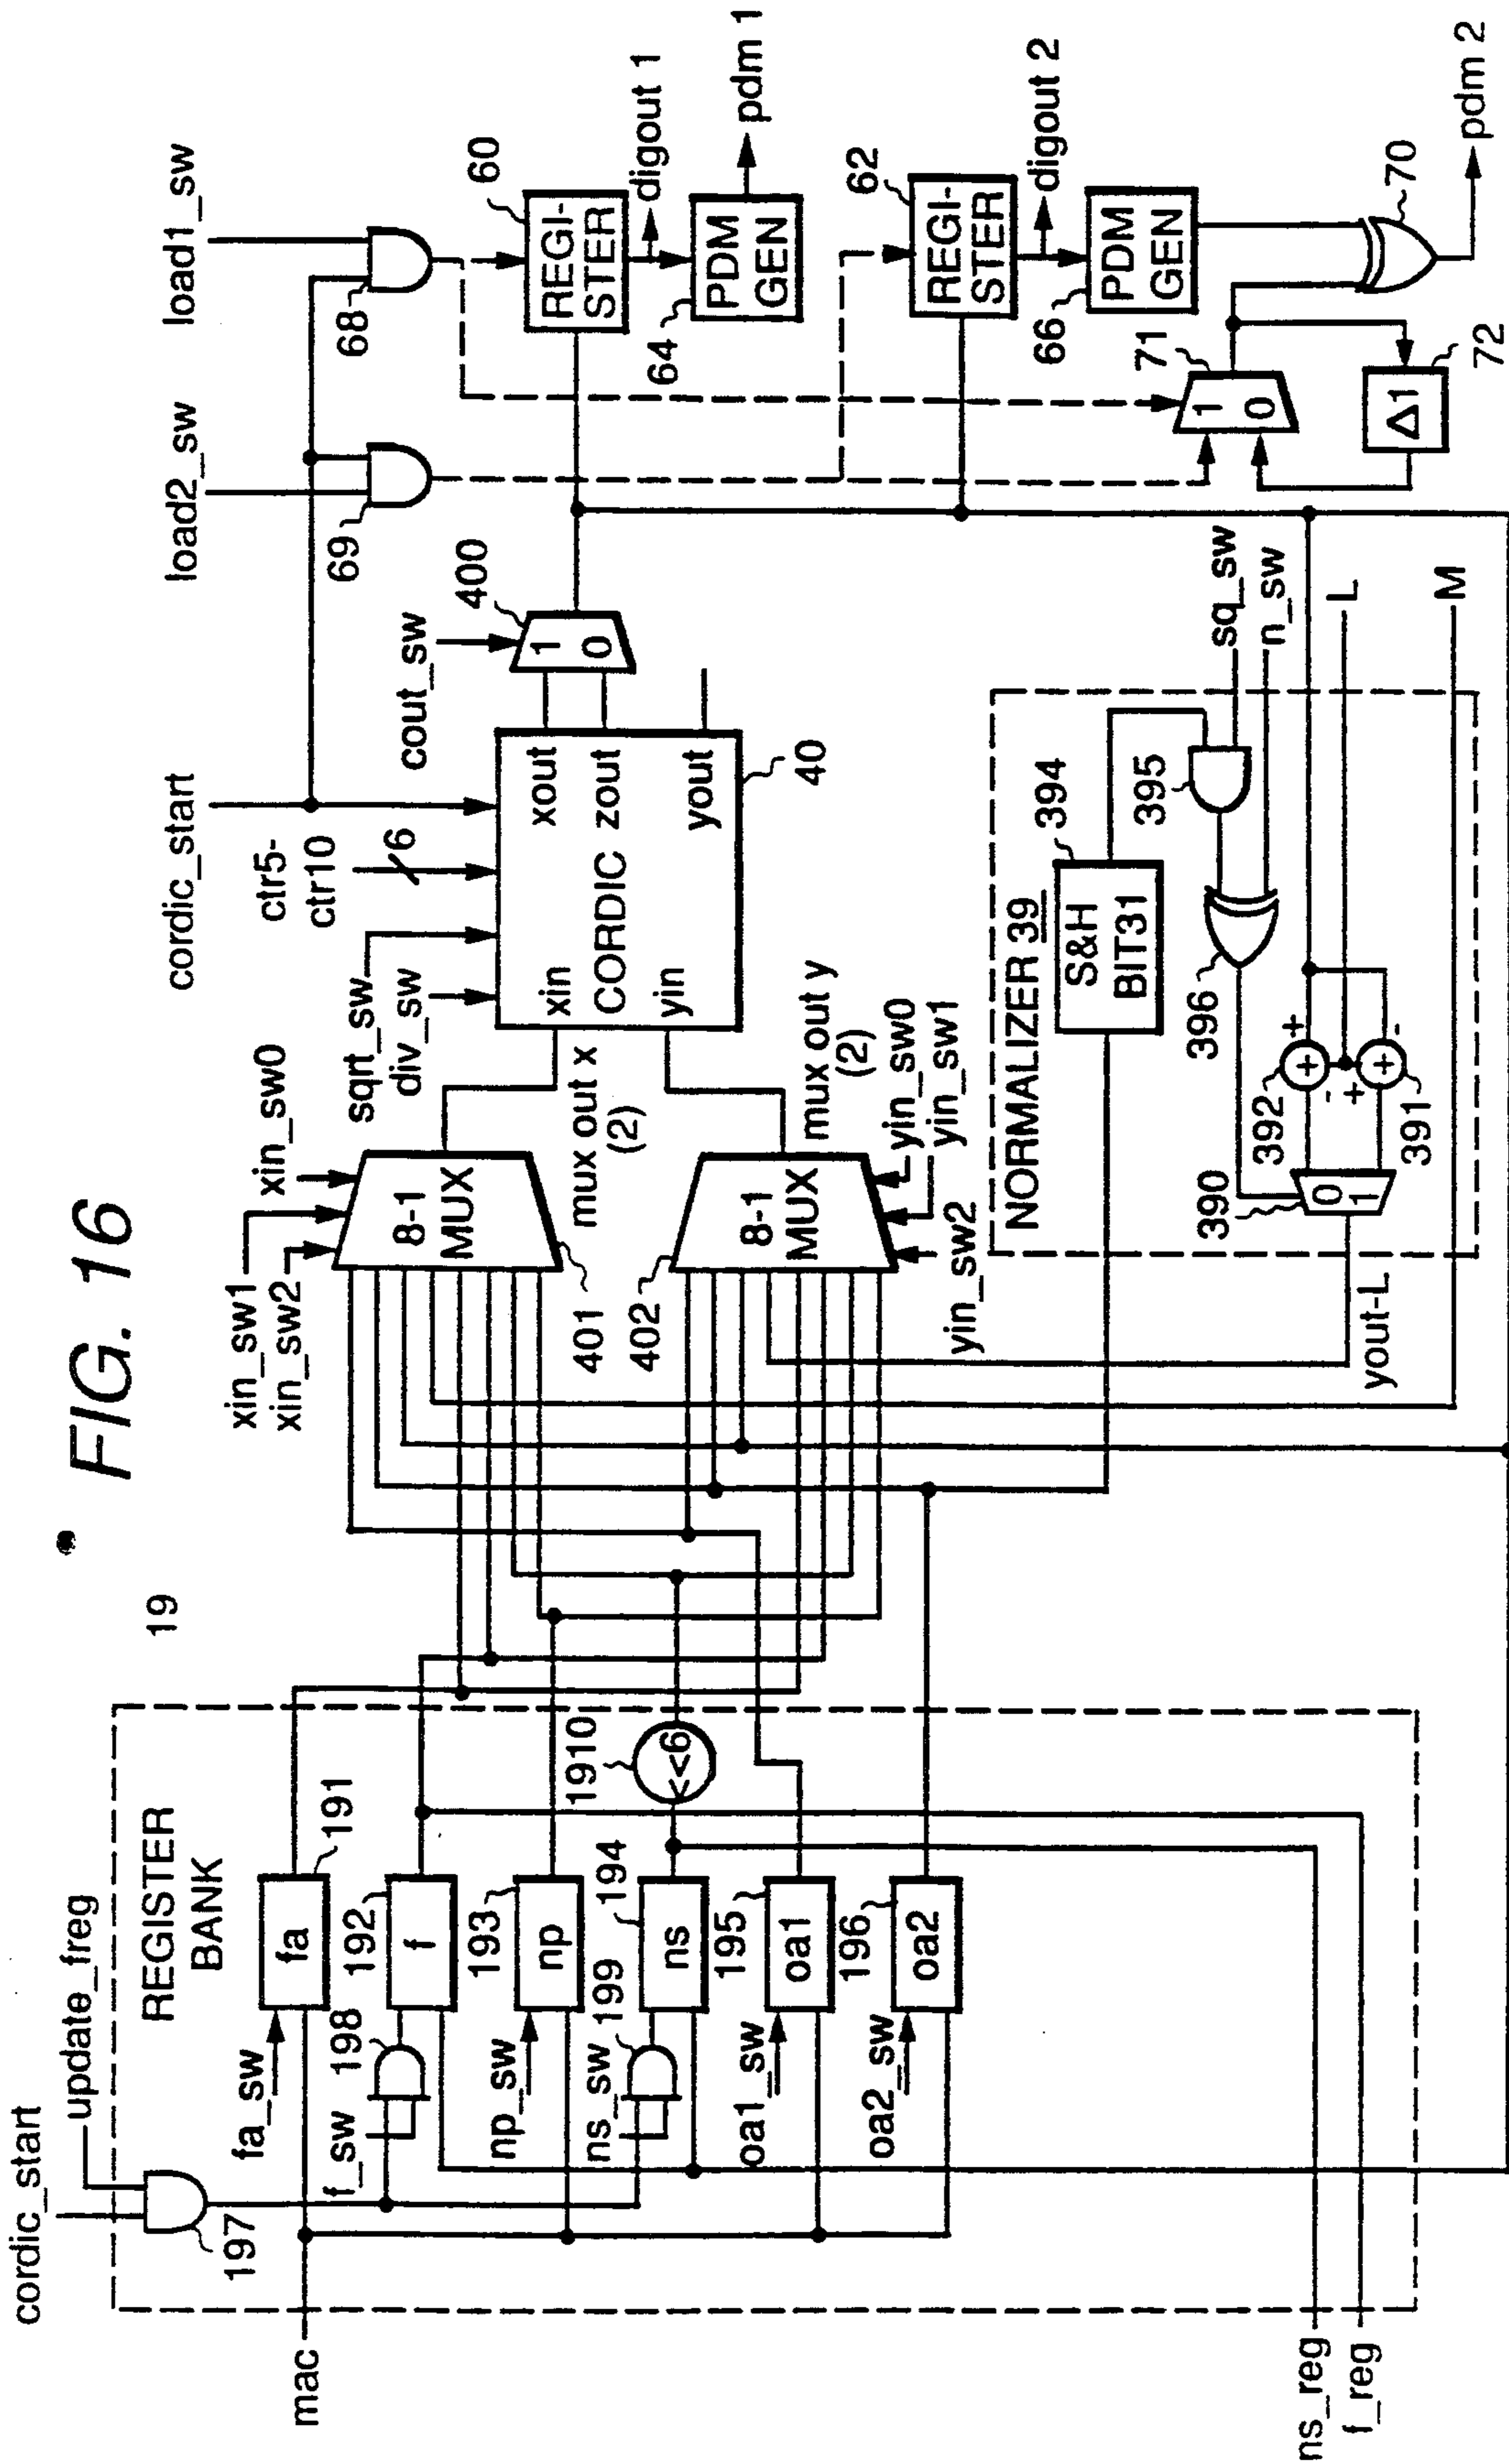 FIG. 16
19
cordic_start
update_freg
REGISTER
BANK
mac
197
fa_sw
fa
191
f_sw
198
192
f
np_sw
193
np
ns_sw
199
ns
194
<<6
1910
oa1_sw
195
oa1
oa2_sw
196
oa2
ns_reg
f_reg
xin_sw1
xin_sw2
xin_sw0
8-1
MUX
401
mux out x
(2)
402
8-1
MUX
mux out y
(2)
yin_sw0
yin_sw1
yin_sw2
sqrt_sw
div_sw
ctr5-
ctr10
6
cordic_start
xin
CORDIC
yin
xout
zout
yout
40
cout_sw
400
1
0
load2_sw
load1_sw
69
68
60
REGI-
STER
digout 1
64
PDM
GEN
pdm 1
62
REGI-
STER
digout 2
66
PDM
GEN
71
1
0
Δ1
72
70
pdm 2
NORMALIZER 39
S&H
BIT31
394
395
396
sq_sw
n_sw
L
M
392
+
+
-
391
+
+
-
390
0
1
yout-L